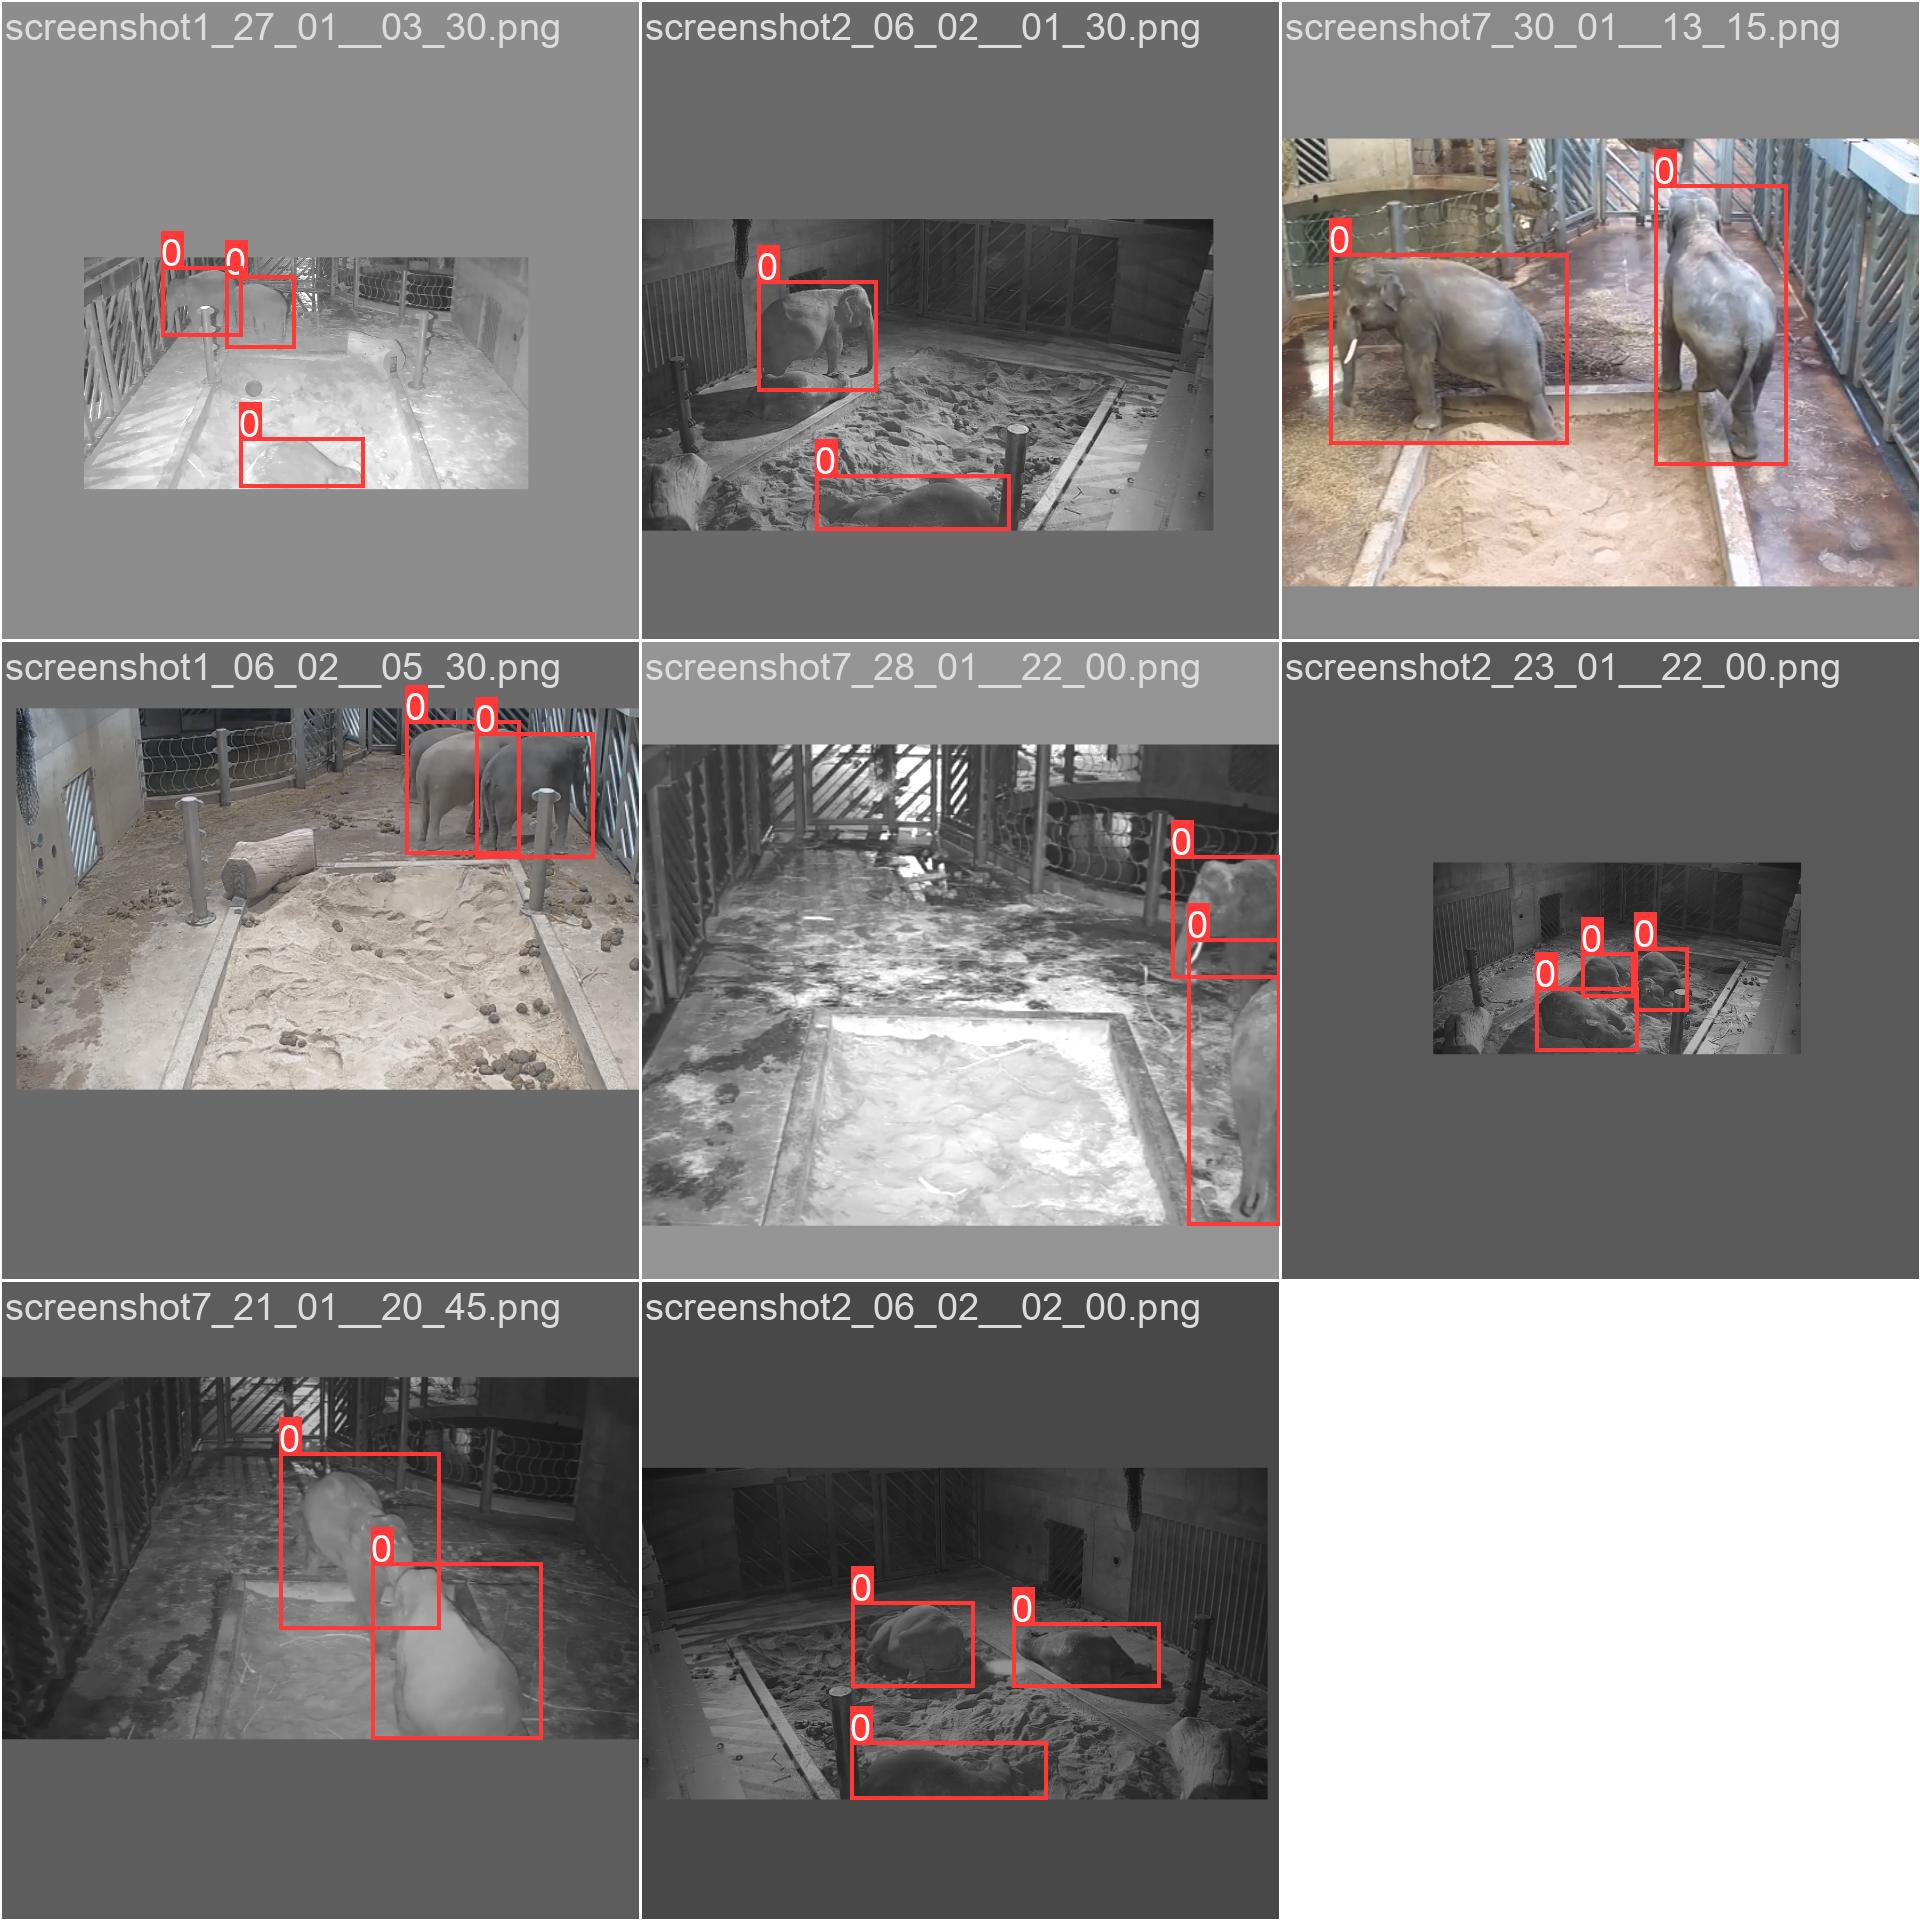 screenshot1_27_01__03_30.png
screenshot2_06_02__01_30.png
screenshot7_30_01__13_15.png
0
0
0
0
0
0
0
screenshot1_06_02__05_30.png
screenshot7_28_01__22_00.png
screenshot2_23_01__22_00.png
0
0
0
0
0
0
0
screenshot7_21_01__20_45.png
screenshot2_06_02__02_00.png
0
0
0
0
0